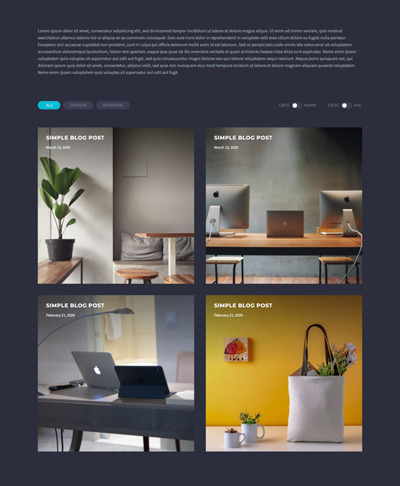 Lorem ipsum dolor sit amet, consectetur adipiscing elit, sed do eiusmod tempor incididunt ut labore et dolore magna aliqua. Ut enim ad minim veniam, quis nostrud
exercitation ullamco laboris nisi ut aliquip ex ea commodo consequat. Duis aute irure dolor in reprehenderit in voluptate velit esse cillum dolore eu fugiat nulla pariatur.
Excepteur sint occaecat cupidatat non proident, sunt in culpa qui officia deserunt mollit anim id est laborum. Sed ut perspiciatis unde omnis iste natus error sit voluptatem
accusantium doloremque laudantium, totam rem aperiam, eaque ipsa quae ab illo inventore veritatis et quasi architecto beatae vitae dicta sunt explicabo. Nemo enim ipsam
voluptatem quia voluptas sit aspernatur aut odit aut fugit, sed quia consequuntur magni dolores eos qui ratione voluptatem sequi nesciunt. Neque porro quisquam est, qui
dolorem ipsum quia dolor sit amet, consectetur, adipisci velit, sed quia non numquam eius modi tempora incidunt ut labore et dolore magnam aliquam quaerat voluptatem.
Nemo enim ipsam voluptatem quia voluptas sit aspernatur aut odit aut fugit
ALL DESIGN INTERIOR DATE NAME DESC ASC
SIMPLE BLOG POST
March 10, 2020
SIMPLE BLOG POST
March 10, 2020
SIMPLE BLOG POST
February 21, 2020
SIMPLE BLOG POST
February 21, 2020